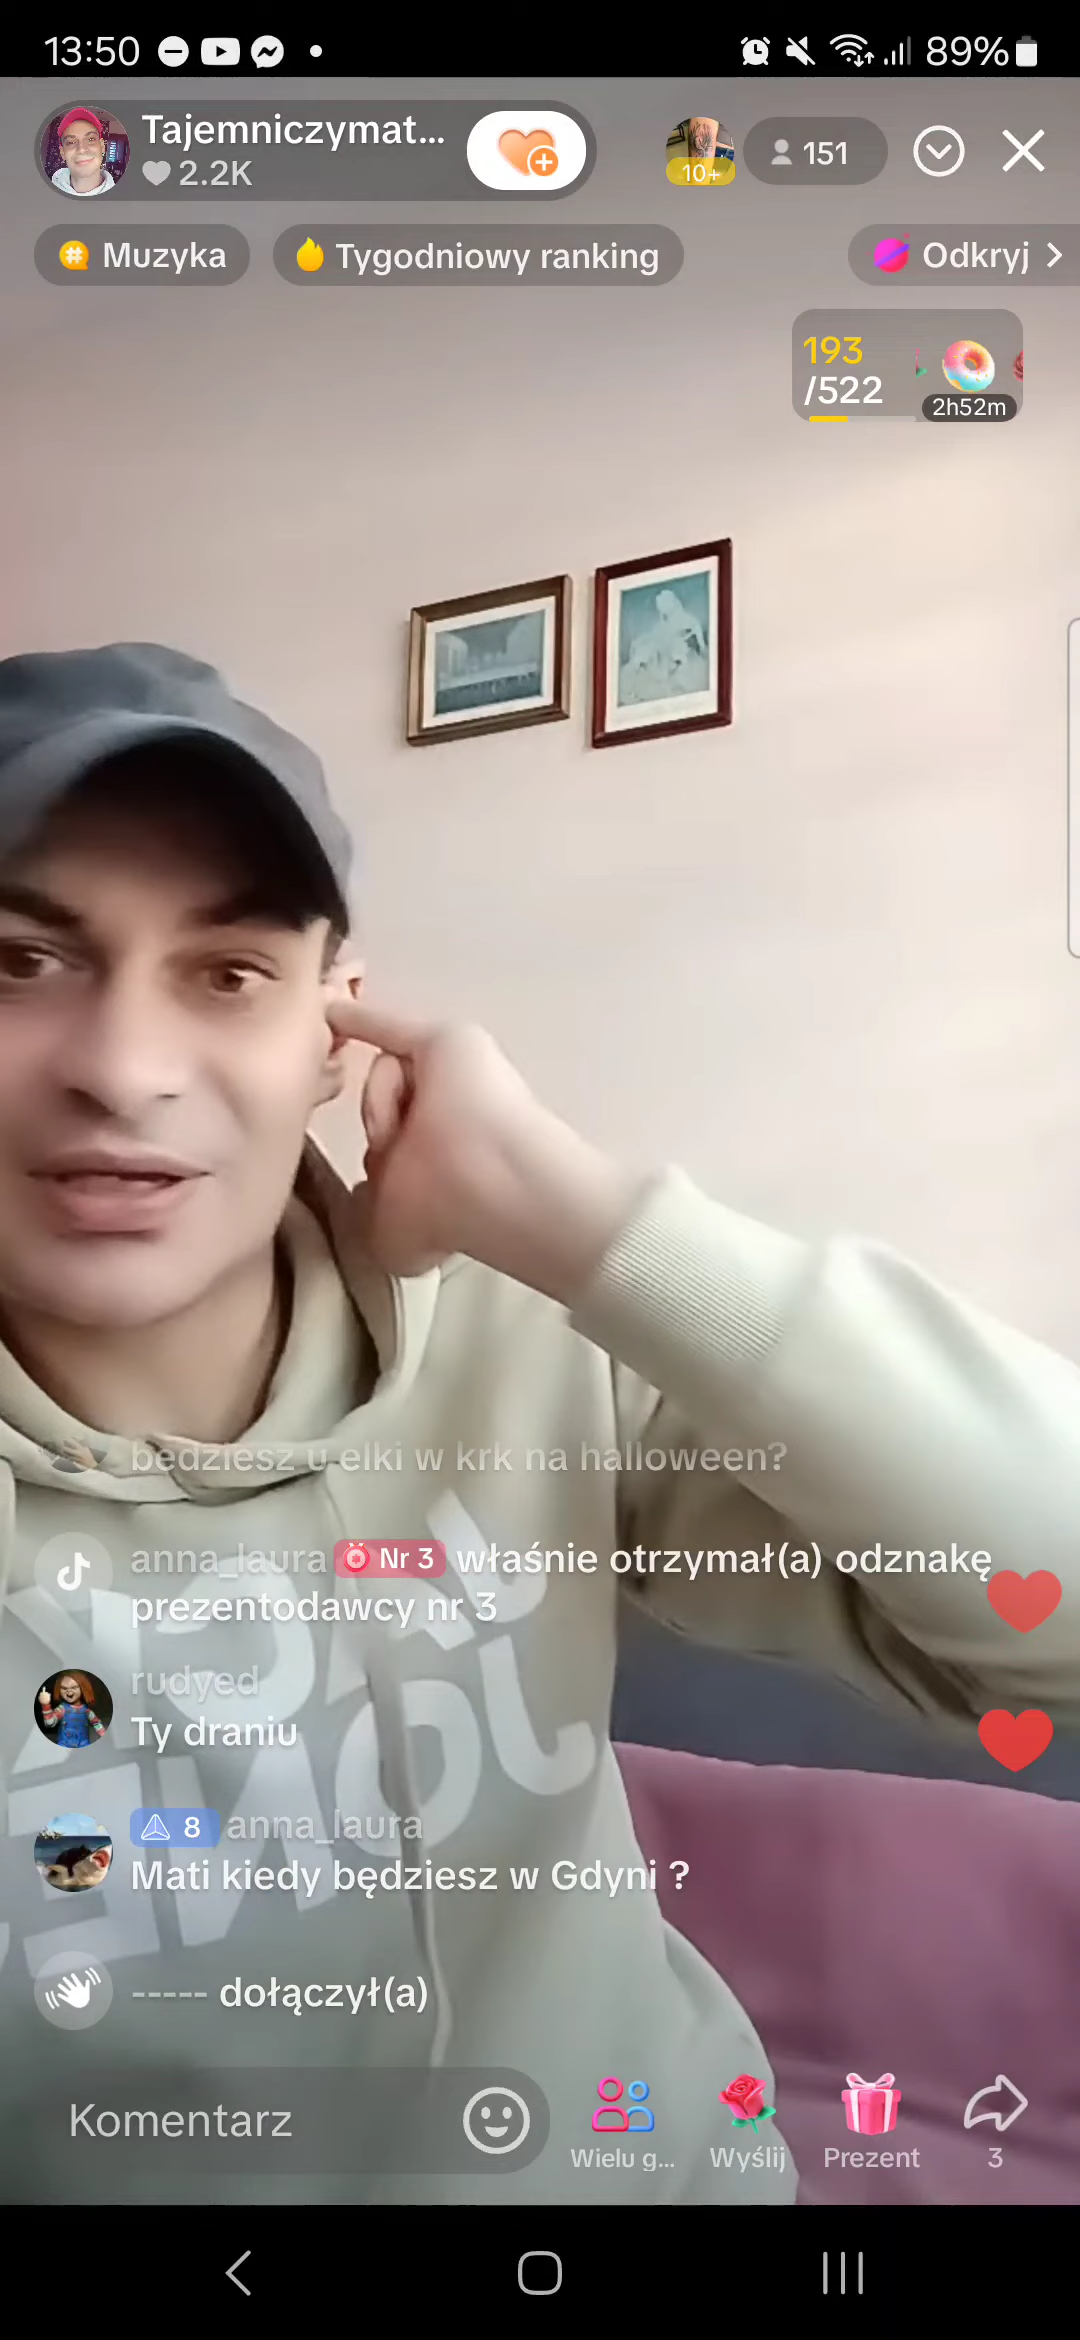 13:50
89%
Tajemniczymat...
2.2K
10+
151
Muzyka
Tygodniowy ranking
Odkryj
193
/522
2h52m
będziesz u elki w krk na halloween?
anna_laura Nr 3 właśnie otrzymał(a) odznakę
prezentodawcy nr 3
rudyed
Ty draniu
8 anna_laura
Mati kiedy będziesz w Gdyni ?
----- dołączył(a)
Komentarz
Wielu g...
Wyślij
Prezent
3